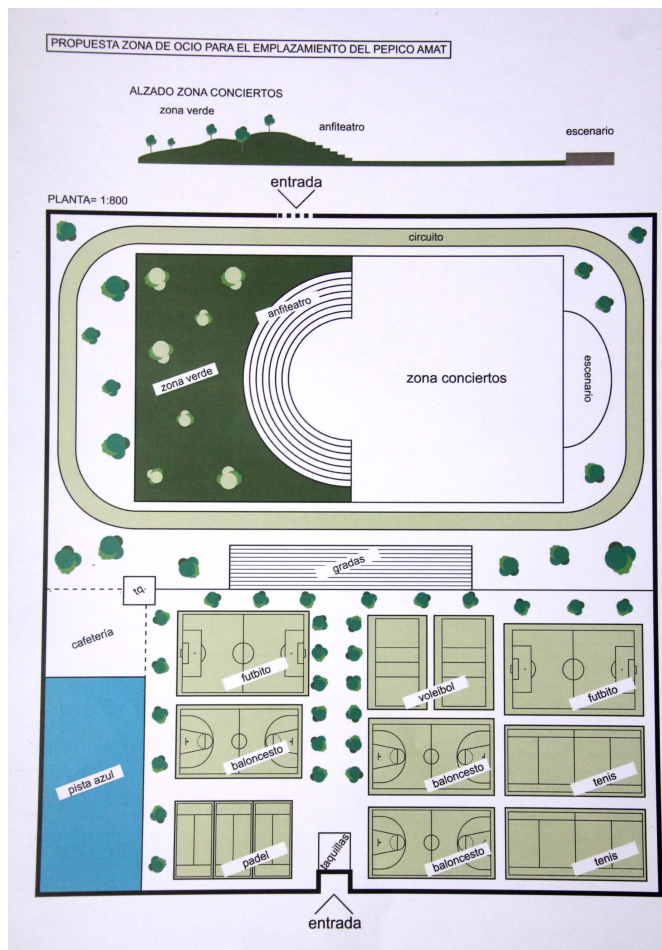 PROPUESTA ZONA DE OCIO PARA EL EMPLAZAMIENTO DEL PEPICO AMAT
ALZADO ZONA CONCIERTOS
zona verde
anfiteatro
escenario
entrada
PLANTA= 1:800
circuito
anfiteatro
zona verde
zona conciertos
escenario
gradas
tq.
cafetería
futbito
voleibol
futbito
baloncesto
baloncesto
tenis
pista azul
padel
taquillas
baloncesto
tenis
entrada